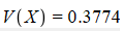 V(X) = 0.3774